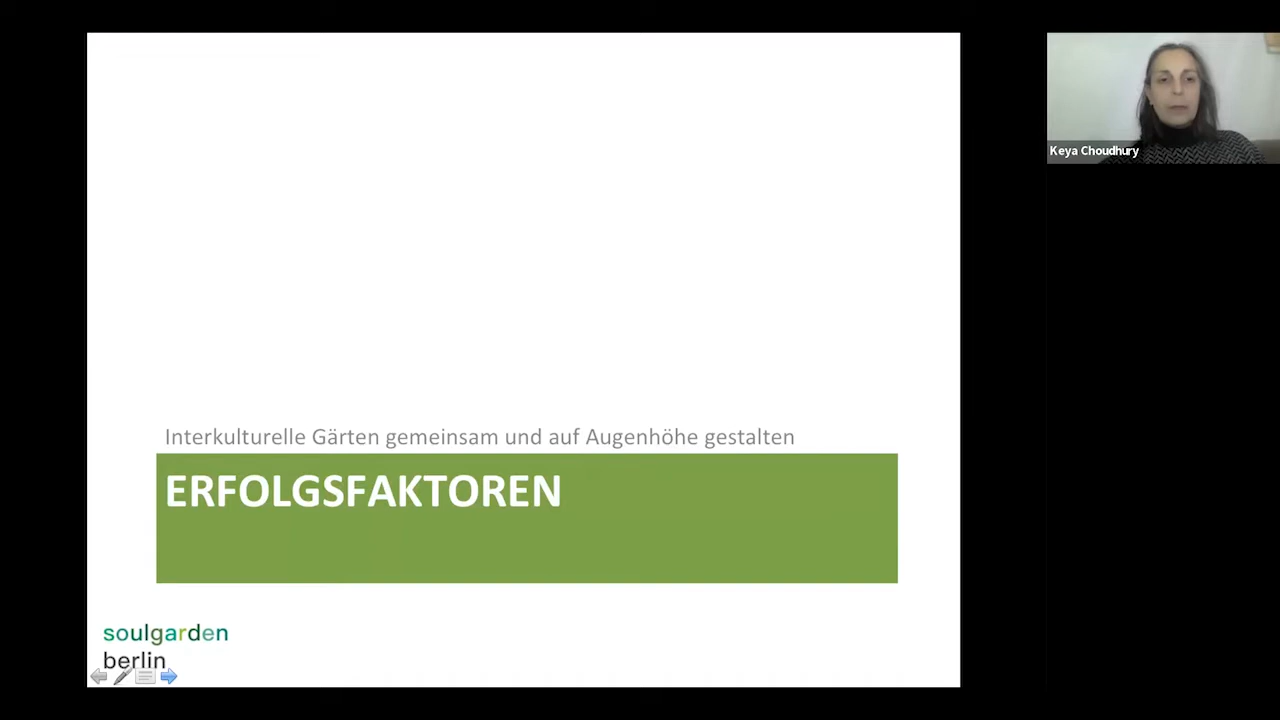 Interkulturelle Gärten gemeinsam und auf Augenhöhe gestalten
ERFOLGSFAKTOREN
soulgarden
berlin
Keya Choudhury